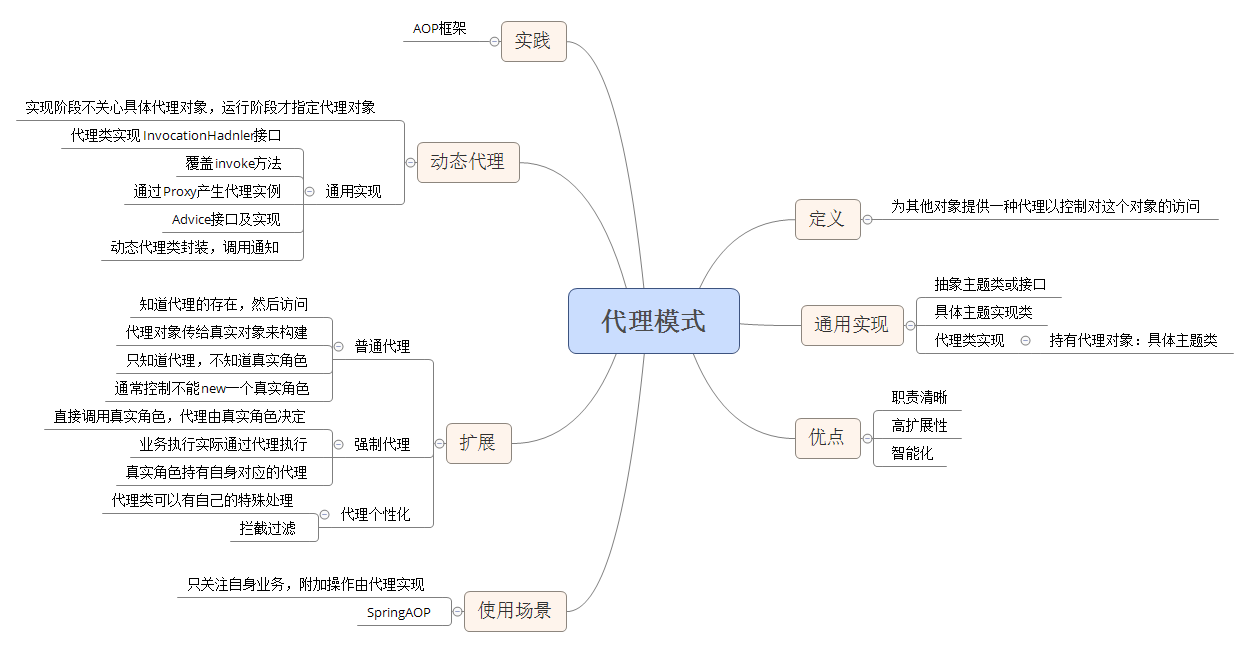 代理模式
定义
为其他对象提供一种代理以控制对这个对象的访问
通用实现
抽象主题类或接口
具体主题实现类
代理类实现
持有代理对象：具体主题类
优点
职责清晰
高扩展性
智能化
实践
AOP框架
动态代理
实现阶段不关心具体代理对象，运行阶段才指定代理对象
通用实现
代理类实现 InvocationHadnler接口
覆盖invoke方法
通过Proxy产生代理实例
Advice接口及实现
动态代理类封装，调用通知
扩展
普通代理
知道代理的存在，然后访问
代理对象传给真实对象来构建
只知道代理，不知道真实角色
通常控制不能new一个真实角色
强制代理
直接调用真实角色，代理由真实角色决定
业务执行实际通过代理执行
真实角色持有自身对应的代理
代理个性化
代理类可以有自己的特殊处理
拦截过滤
使用场景
只关注自身业务，附加操作由代理实现
SpringAOP